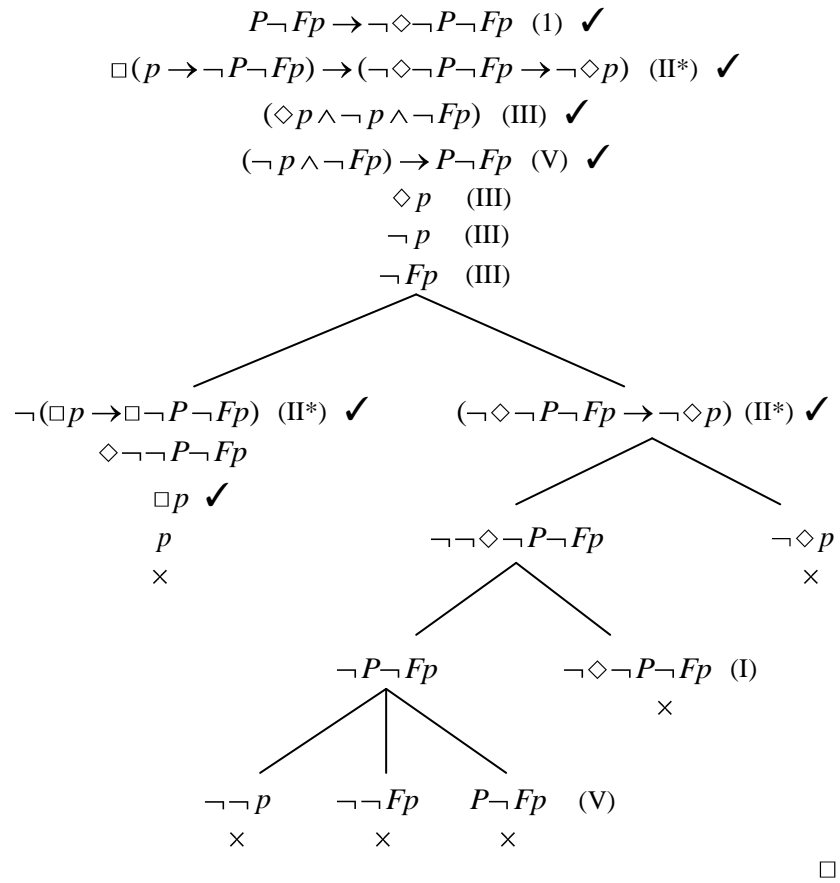 P¬Fp → ¬◇¬P¬Fp (1) ✓
□(p → ¬P¬Fp) → (¬◇¬P¬Fp → ¬◇p) (II*) ✓
(◇p ∧ ¬p ∧ ¬Fp) (III) ✓
(¬p ∧ ¬Fp) → P¬Fp (V) ✓
◇p (III)
¬p (III)
¬Fp (III)
¬(□p → □¬P¬Fp) (II*) ✓ (¬◇¬P¬Fp → ¬◇p) (II*) ✓
◇¬¬P¬Fp
□p ✓
p ¬¬◇¬P¬Fp ¬◇p
× ×
¬P¬Fp ¬◇¬P¬Fp (I)
×
¬¬p ¬¬Fp P¬Fp (V)
× × ×
□